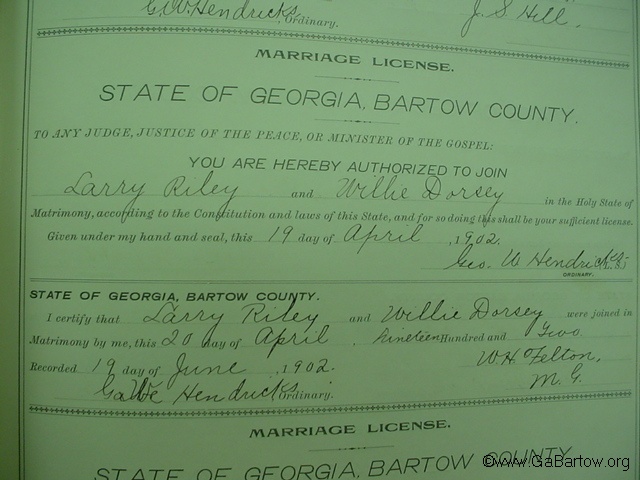 G. W. Hendricks, Ordinary. J. S. Hill.
MARRIAGE LICENSE.
STATE OF GEORGIA, BARTOW COUNTY.
TO ANY JUDGE, JUSTICE OF THE PEACE, OR MINISTER OF THE GOSPEL:
YOU ARE HEREBY AUTHORIZED TO JOIN
Larry Riley and Willie Dorsey in the Holy State of
Matrimony, according to the Constitution and laws of this State, and for so doing this shall be your sufficient license.
Given under my hand and seal, this 19 day of April, 1902.
Geo. W Hendricks
ORDINARY.
STATE OF GEORGIA, BARTOW COUNTY.
I certify that Larry Riley and Willie Dorsey were joined in
Matrimony by me, this 20 day of April, Nineteen Hundred and Two
Recorded 19 day of June, 1902. W. H. Felton,
Hendricks Ordinary. M. G.
MARRIAGE LICENSE.
STATE OF GEORGIA, BARTOW COUNTY
©www.GaBartow.org